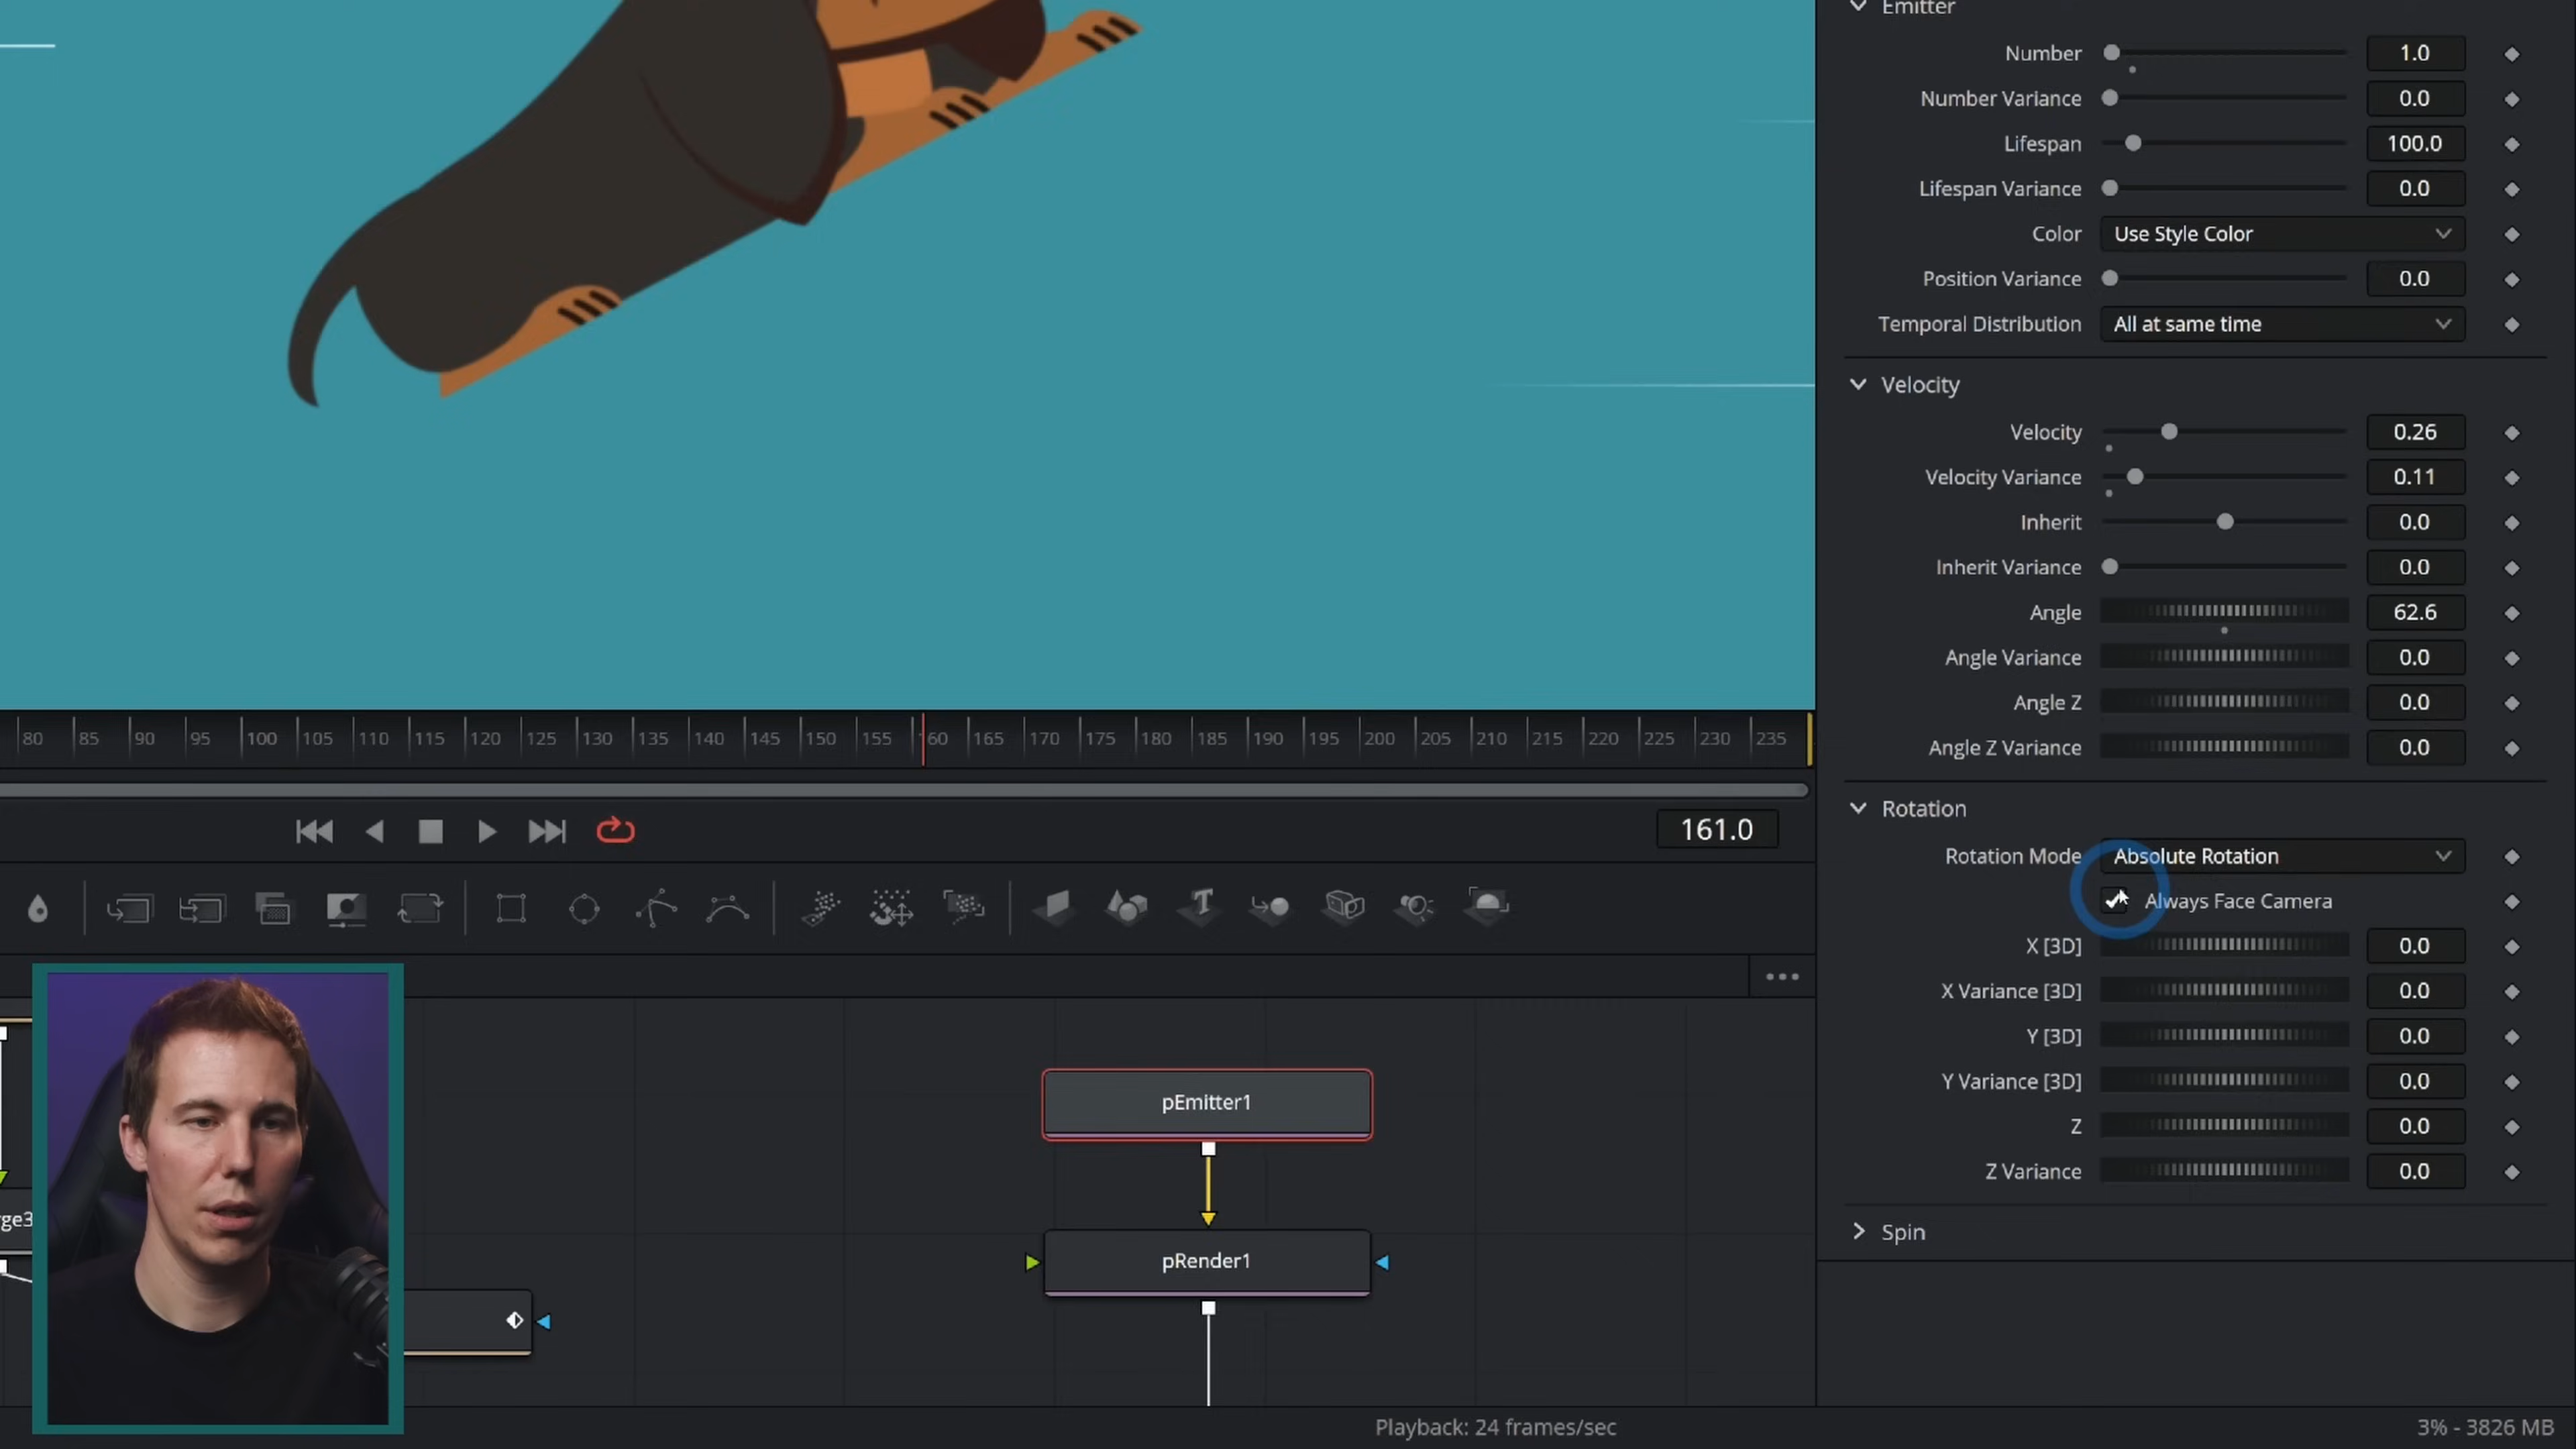 Emitter
Number 1.0
Number Variance 0.0
Lifespan 100.0
Lifespan Variance 0.0
Color Use Style Color
Position Variance 0.0
Temporal Distribution All at same time
Velocity
Velocity 0.26
Velocity Variance 0.11
Inherit 0.0
Inherit Variance 0.0
Angle 62.6
Angle Variance 0.0
Angle Z 0.0
Angle Z Variance 0.0
Rotation
Rotation Mode Absolute Rotation
Always Face Camera
X [3D] 0.0
X Variance [3D] 0.0
Y [3D] 0.0
Y Variance [3D] 0.0
Z 0.0
Z Variance 0.0
Spin
80 85 90 95 100 105 110 115 120 125 130 135 140 145 150 155 160 165 170 175 180 185 190 195 200 205 210 215 220 225 230 235
161.0
T
pEmitter1
rge3
pRender1
Playback: 24 frames/sec
3% - 3826 MB